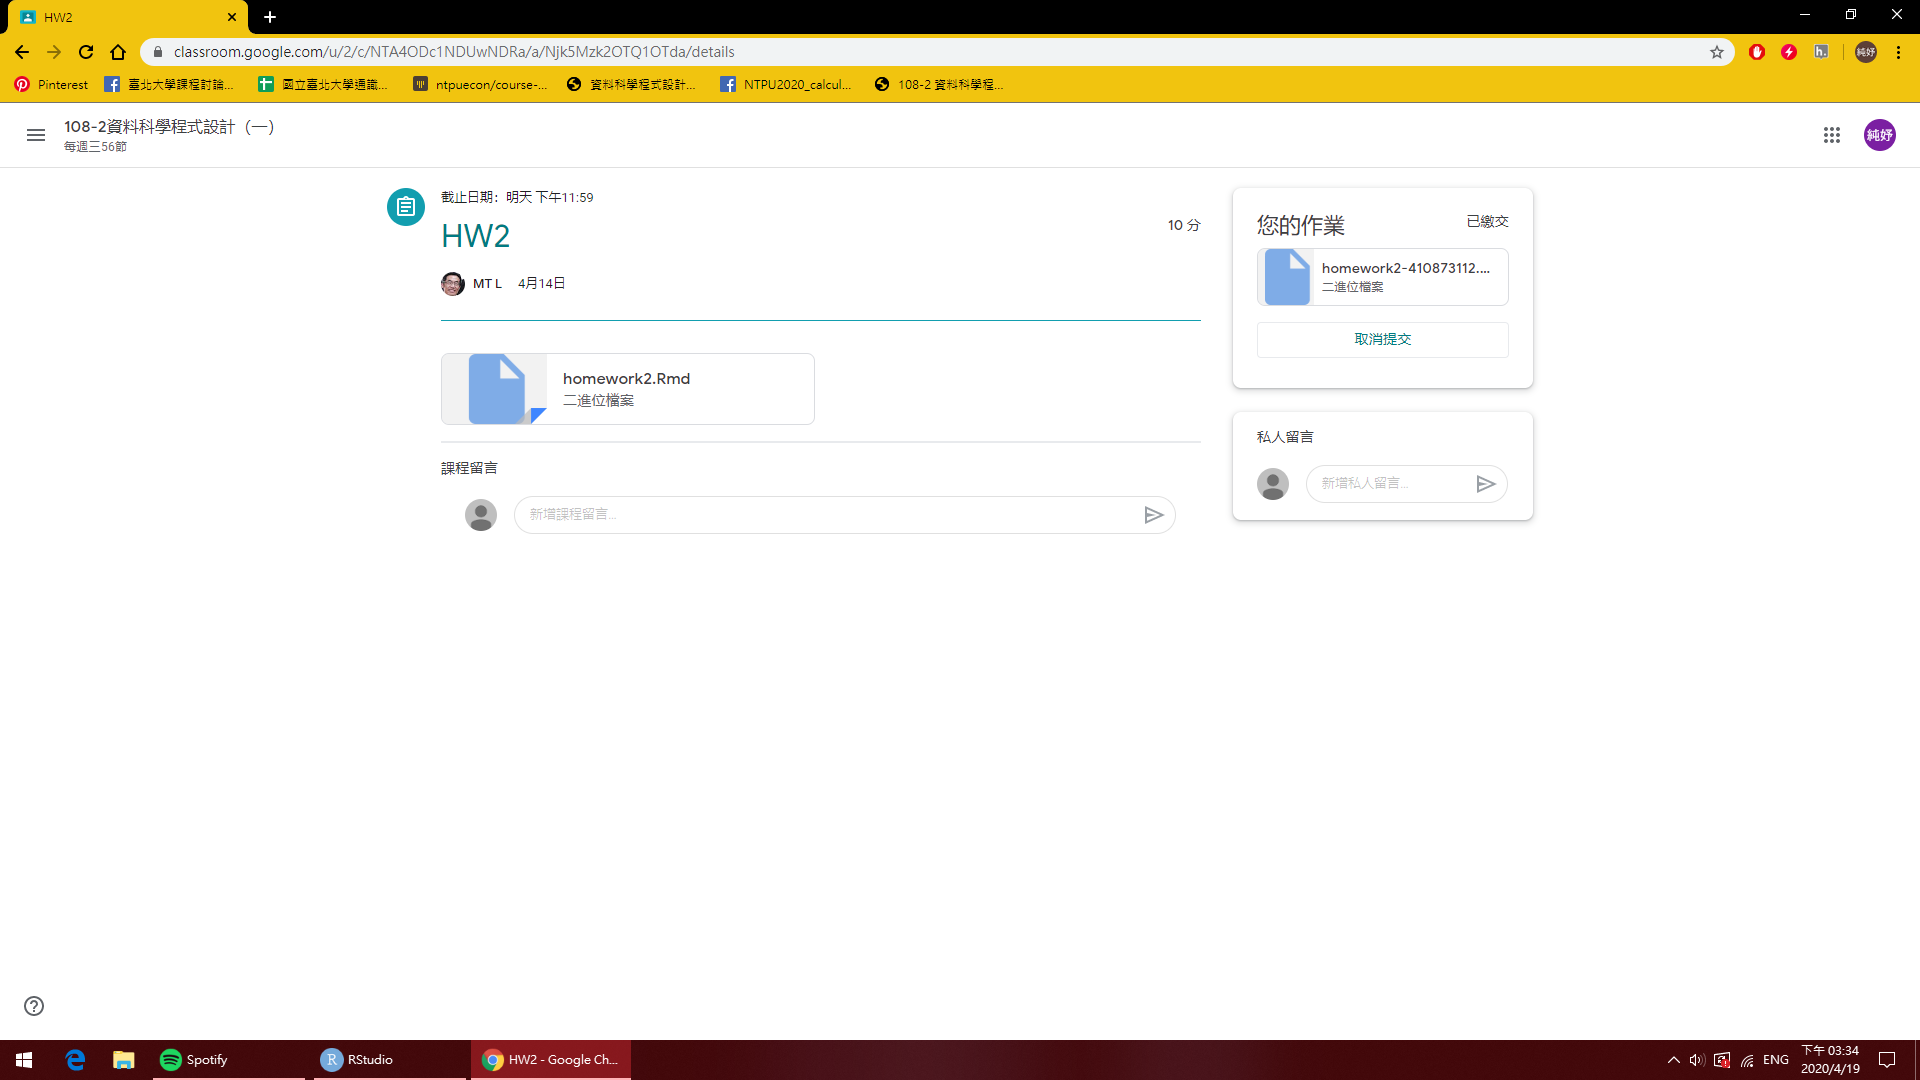 HW2
classroom.google.com/u/2/c/NTA4ODc1NDUwNDRa/a/Njk5Mzk2OTQ1OTda/details
純妤
Pinterest
臺北大學課程討論...
國立臺北大學通識...
ntpuecon/course-...
資料科學程式設計...
NTPU2020_calcul...
108-2 資料科學程...
108-2資料科學程式設計（一）
每週三56節
純妤
截止日期：明天 下午11:59
HW2
10 分
MT L 4月14日
homework2.Rmd
二進位檔案
課程留言
新增課程留言...
您的作業
已繳交
homework2-410873112....
二進位檔案
取消提交
私人留言
新增私人留言...
Spotify
RStudio
HW2 - Google Ch...
ENG
下午 03:34
2020/4/19